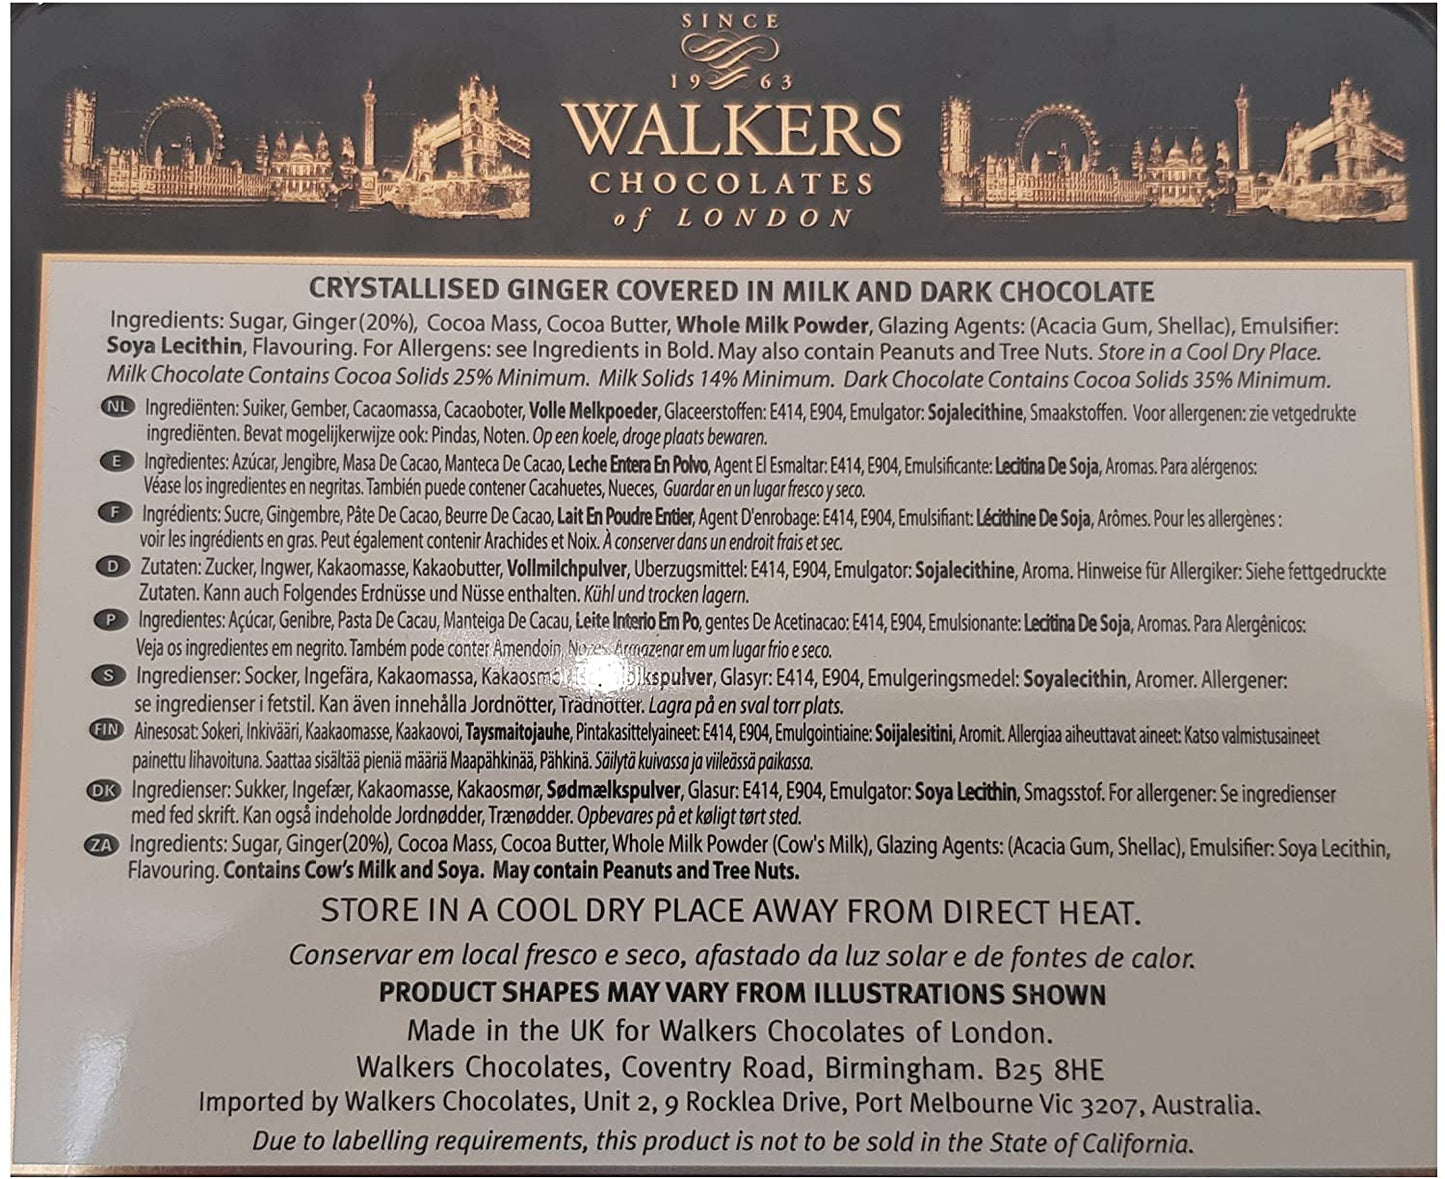 SINCE
1963
WALKERS
CHOCOLATES
of LONDON
CRYSTALLISED GINGER COVERED IN MILK AND DARK CHOCOLATE
Ingredients: Sugar, Ginger(20%), Cocoa Mass, Cocoa Butter, Whole Milk Powder, Glazing Agents: (Acacia Gum, Shellac), Emulsifier:
Soya Lecithin, Flavouring. For Allergens: see Ingredients in Bold. May also contain Peanuts and Tree Nuts. Store in a Cool Dry Place.
Milk Chocolate Contains Cocoa Solids 25% Minimum. Milk Solids 14% Minimum. Dark Chocolate Contains Cocoa Solids 35% Minimum.
NL Ingrediënten: Suiker, Gember, Cacaomassa, Cacaoboter, Volle Melkpoeder, Glaceerstoffen: E414, E904, Emulgator: Sojalecithine, Smaakstoffen. Voor allergenen: zie vetgedrukte
ingrediënten. Bevat mogelijkerwijze ook: Pindas, Noten. Op een koele, droge plaats bewaren.
E Ingredientes: Azúcar, Jengibre, Masa De Cacao, Manteca De Cacao, Leche Entera En Polvo, Agent El Esmaltar: E414, E904, Emulsificante: Lecitina De Soja, Aromas. Para alérgenos:
Véase los ingredientes en negritas. También puede contener Cacahuetes, Nueces, Guardar en un lugar fresco y seco.
F Ingrédients: Sucre, Gingembre, Pâte De Cacao, Beurre De Cacao, Lait En Poudre Entier, Agent D'enrobage: E414, E904, Emulsifiant: Lécithine De Soja, Arômes. Pour les allergènes :
voir les ingrédients en gras. Peut également contenir Arachides et Noix. À conserver dans un endroit frais et sec.
D Zutaten: Zucker, Ingwer, Kakaomasse, Kakaobutter, Vollmilchpulver, Uberzugsmittel: E414, E904, Emulgator: Sojalecithine, Aroma. Hinweise für Allergiker: Siehe fettgedruckte
Zutaten. Kann auch Folgendes Erdnüsse und Nüsse enthalten. Kühl und trocken lagern.
P Ingredientes: Açúcar, Genibre, Pasta De Cacau, Manteiga De Cacau, Leite Interio Em Po, gentes De Acetinacao: E414, E904, Emulsionante: Lecitina De Soja, Aromas. Para Alergênicos:
Veja os ingredientes em negrito. Também pode conter Amendoin, Nozes. Armazenar em um lugar frio e seco.
S Ingredienser: Socker, Ingefära, Kakaomassa, Glasyr: E414, E904, Emulgeringsmedel: Soyalecithin, Aromer. Allergener:
se ingredienser i fetstil. Kan även innehålla Jordnötter, Trädnötter. Lagra på en sval torr plats.
FIN Ainesosat: Sokeri, Inkivääri, Kaakaomasse, Kaakaovoi, Taysmaitojauhe, Pintakasittelyaineet: E414, E904, Emulgointiaine: Soijalesitini, Aromit. Allergiaa aiheuttavat aineet: Katso valmistusaineet
painettu lihavoituna. Saattaa sisältää pieniä määriä Maapähkinää, Pähkinä. Säilytä kuivassa ja viileässä paikassa.
DK Ingredienser: Sukker, Ingefær, Kakaomasse, Kakaosmør, Sødmælkspulver, Glasur: E414, E904, Emulgator: Soya Lecithin, Smagsstof. For allergener: Se ingredienser
med fed skrift. Kan også indeholde Jordnødder, Trænødder. Opbevares på et køligt tørt sted.
ZA Ingredients: Sugar, Ginger(20%), Cocoa Mass, Cocoa Butter, Whole Milk Powder (Cow's Milk), Glazing Agents: (Acacia Gum, Shellac), Emulsifier: Soya Lecithin,
Flavouring. Contains Cow's Milk and Soya. May contain Peanuts and Tree Nuts.
STORE IN A COOL DRY PLACE AWAY FROM DIRECT HEAT.
Conservar em local fresco e seco, afastado da luz solar e de fontes de calor.
PRODUCT SHAPES MAY VARY FROM ILLUSTRATIONS SHOWN
Made in the UK for Walkers Chocolates of London.
Walkers Chocolates, Coventry Road, Birmingham. B25 8HE
Imported by Walkers Chocolates, Unit 2, 9 Rocklea Drive, Port Melbourne Vic 3207, Australia.
Due to labelling requirements, this product is not to be sold in the State of California.